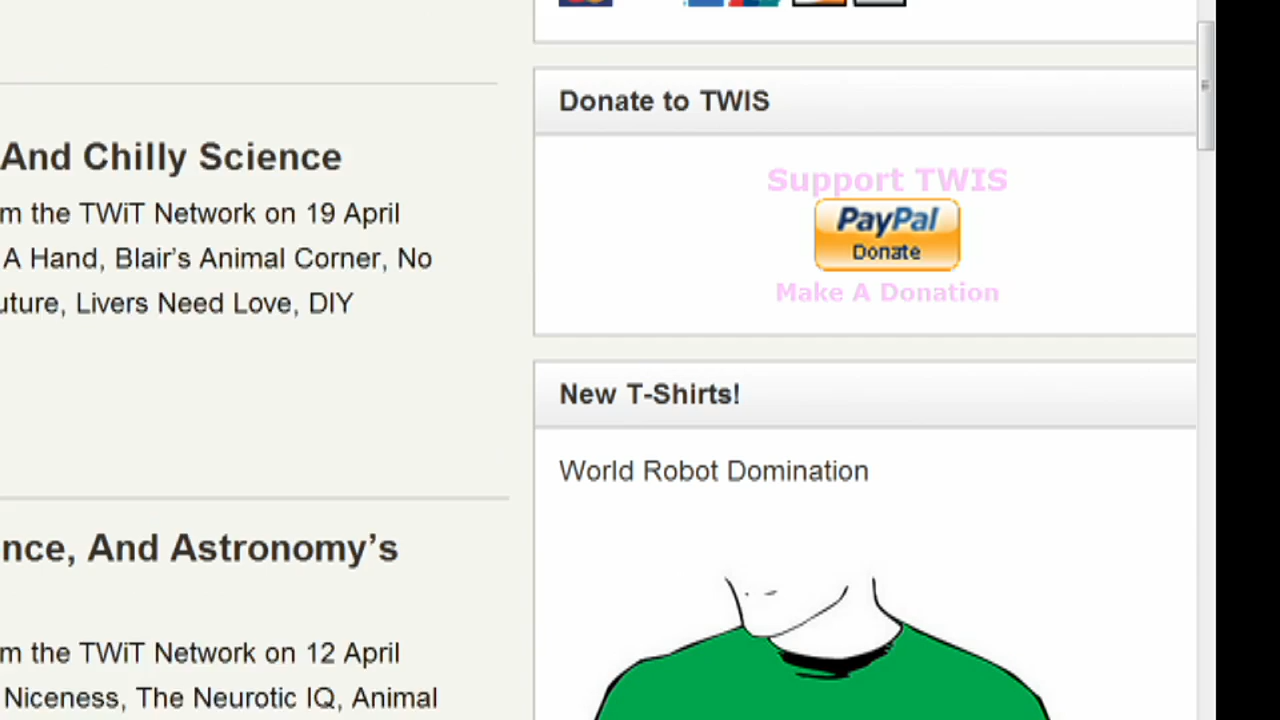 And Chilly Science
m the TWiT Network on 19 April
A Hand, Blair's Animal Corner, No
uture, Livers Need Love, DIY
nce, And Astronomy's
m the TWiT Network on 12 April
Niceness, The Neurotic IQ, Animal
Donate to TWIS
Support TWIS
PayPal
Donate
Make A Donation
New T-Shirts!
World Robot Domination